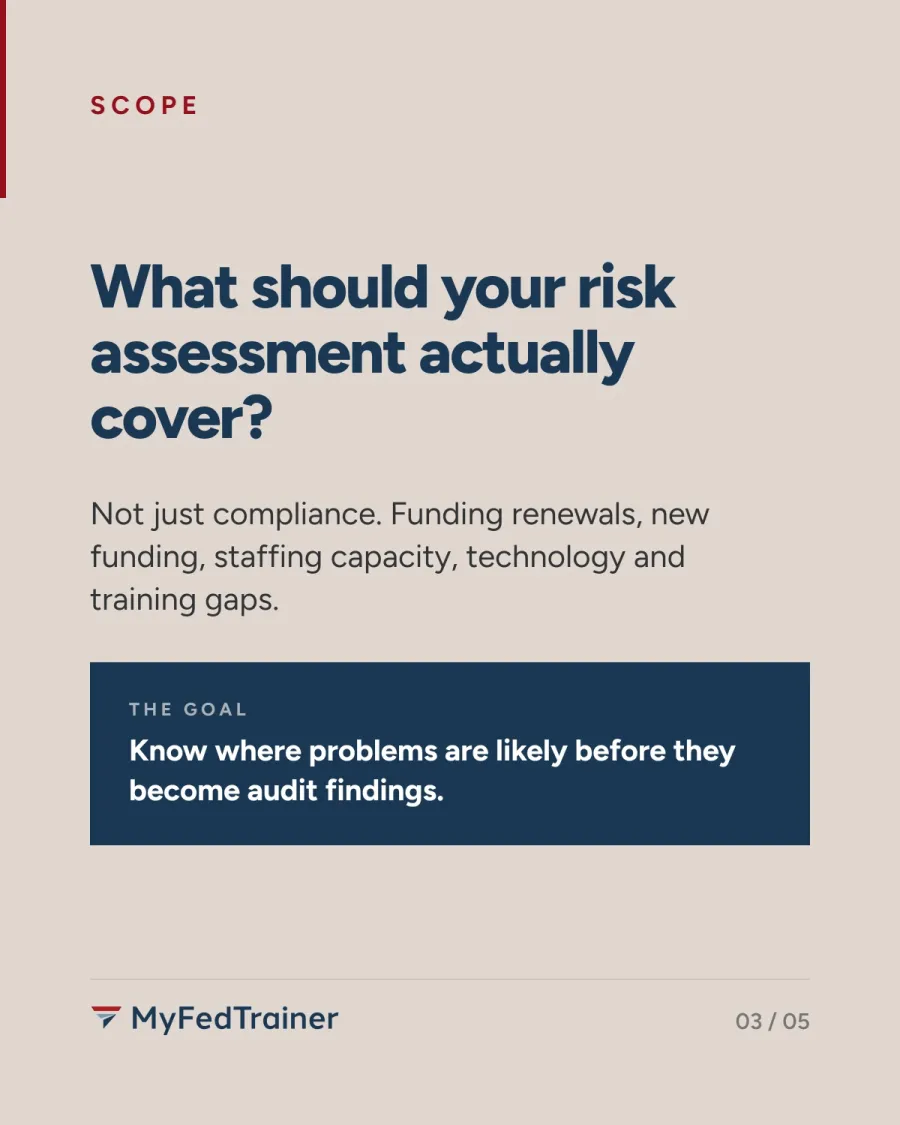 SCOPE
What should your risk
assessment actually
cover?
Not just compliance. Funding renewals, new
funding, staffing capacity, technology and
training gaps.
THE GOAL
Know where problems are likely before they
become audit findings.
MyFedTrainer
03 / 05